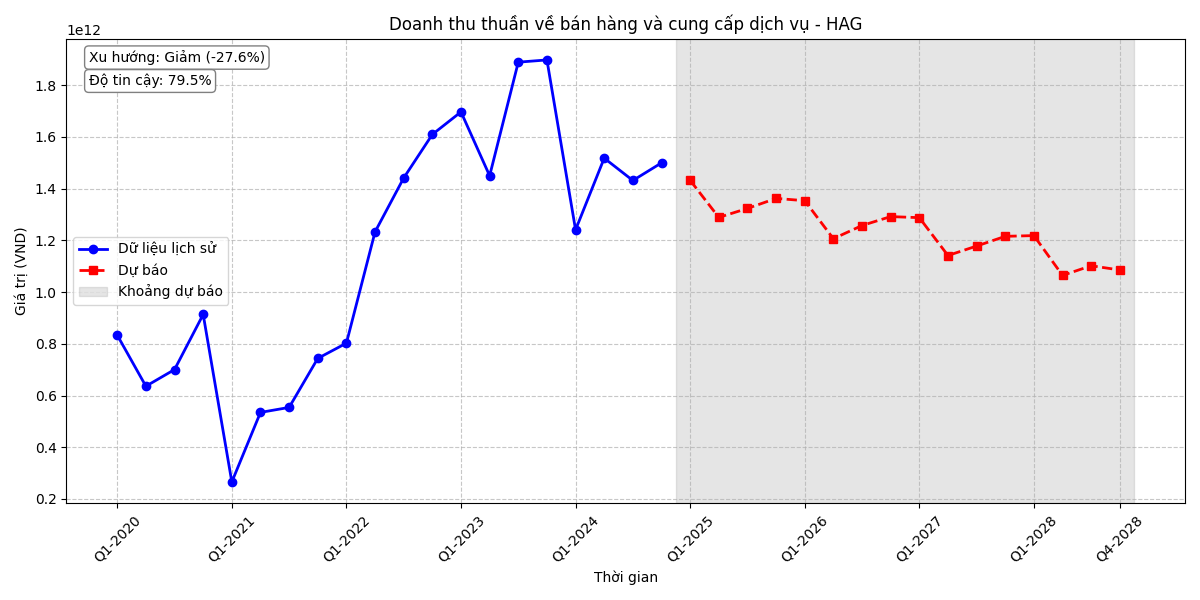 Doanh thu thuần về bán hàng và cung cấp dịch vụ - HAG
1e12
Xu hướng: Giảm (-27.6%)
Độ tin cậy: 79.5%
1.8
1.6
1.4
1.2
1.0
0.8
0.6
0.4
0.2
Giá trị (VND)
Dữ liệu lịch sử
Dự báo
Khoảng dự báo
Q1-2020
Q1-2021
Q1-2022
Q1-2023
Q1-2024
Q1-2025
Q1-2026
Q1-2027
Q1-2028
Q4-2028
Thời gian